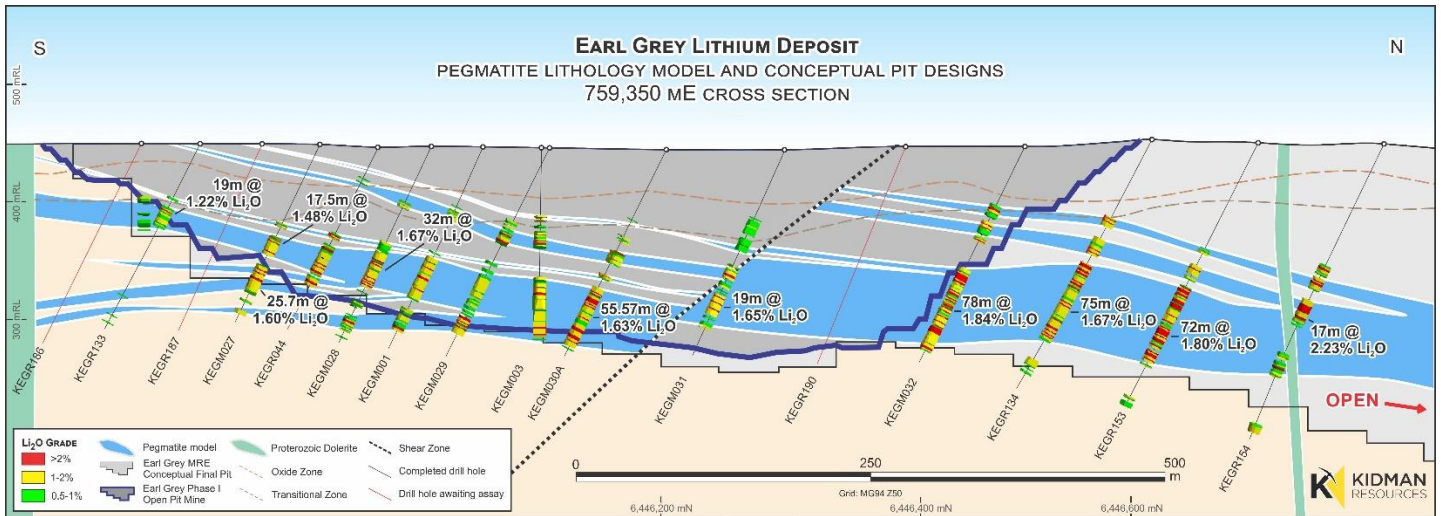 S
EARL GREY LITHIUM DEPOSIT
N
PEGMATITE LITHOLOGY MODEL AND CONCEPTUAL PIT DESIGNS
759,350 mE CROSS SECTION
500 mRL
400 mRL
300 mRL
19m @
1.22% Li₂O
17.5m @
1.48% Li₂O
32m @
1.67% Li₂O
25.7m @
1.60% Li₂O
55.57m @
1.63% Li₂O
19m @
1.65% Li₂O
78m @
1.84% Li₂O
75m @
1.67% Li₂O
72m @
1.80% Li₂O
17m @
2.23% Li₂O
KEGR166
KEGR133
KEGR187
KEGM027
KEGR044
KEGM028
KEGM001
KEGM029
KEGM003
KEGM030A
KEGM031
KEGR190
KEGM032
KEGR134
KEGR153
KEGR154
OPEN
Li₂O GRADE
>2%
1-2%
0.5-1%
Pegmatite model
Earl Grey MRE
Conceptual Final Pit
Earl Grey Phase I
Open Pit Mine
Proterozoic Dolerite
Oxide Zone
Transitional Zone
Shear Zone
Completed drill hole
Drill hole awaiting assay
0
250
500
m
Grid: MG94 Z50
6,446,200 mN
6,446,400 mN
6,446,600 mN
KIDMAN
RESOURCES